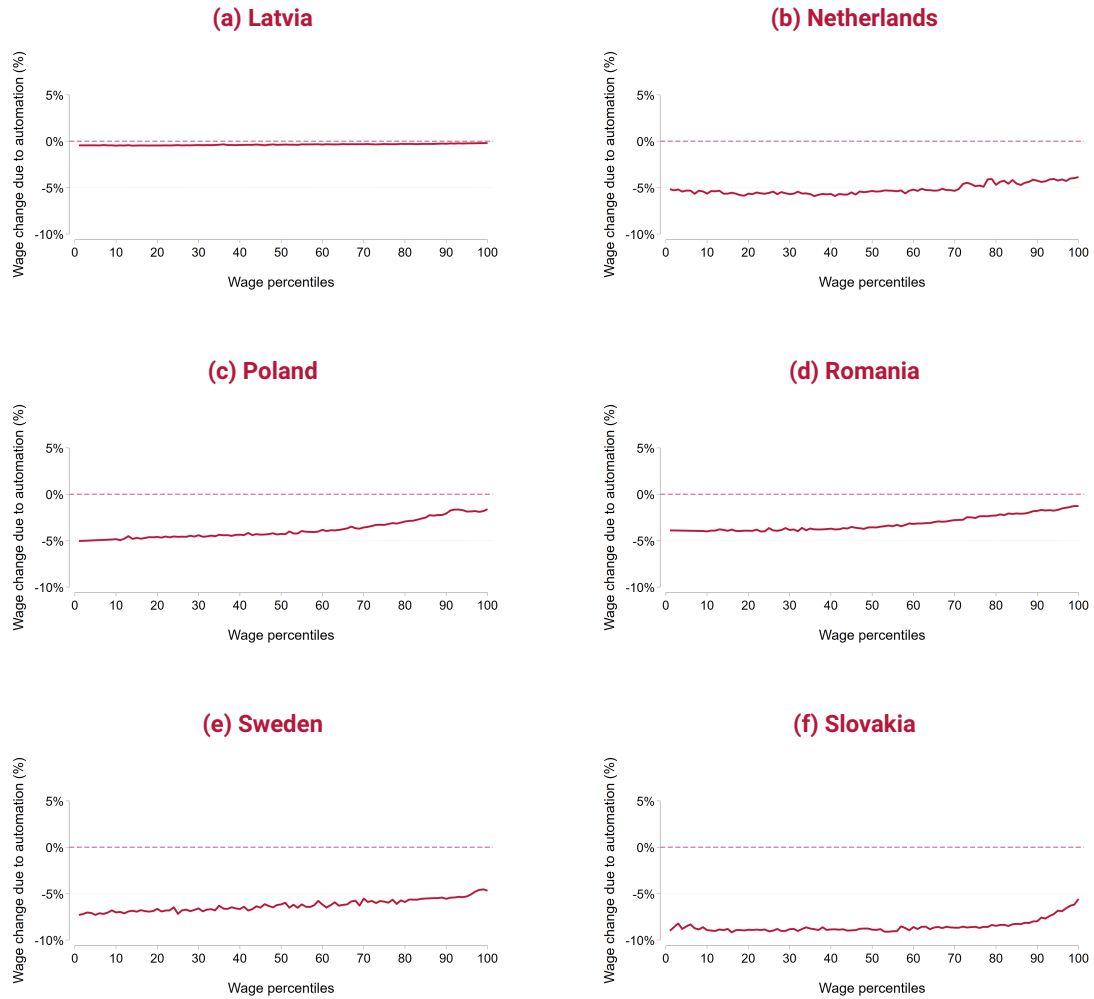 (a) Latvia
Wage change due to automation (%)
5%
0%
-5%
-10%
0 10 20 30 40 50 60 70 80 90 100
Wage percentiles
(b) Netherlands
Wage change due to automation (%)
5%
0%
-5%
-10%
0 10 20 30 40 50 60 70 80 90 100
Wage percentiles
(c) Poland
Wage change due to automation (%)
5%
0%
-5%
-10%
0 10 20 30 40 50 60 70 80 90 100
Wage percentiles
(d) Romania
Wage change due to automation (%)
5%
0%
-5%
-10%
0 10 20 30 40 50 60 70 80 90 100
Wage percentiles
(e) Sweden
Wage change due to automation (%)
5%
0%
-5%
-10%
0 10 20 30 40 50 60 70 80 90 100
Wage percentiles
(f) Slovakia
Wage change due to automation (%)
5%
0%
-5%
-10%
0 10 20 30 40 50 60 70 80 90 100
Wage percentiles